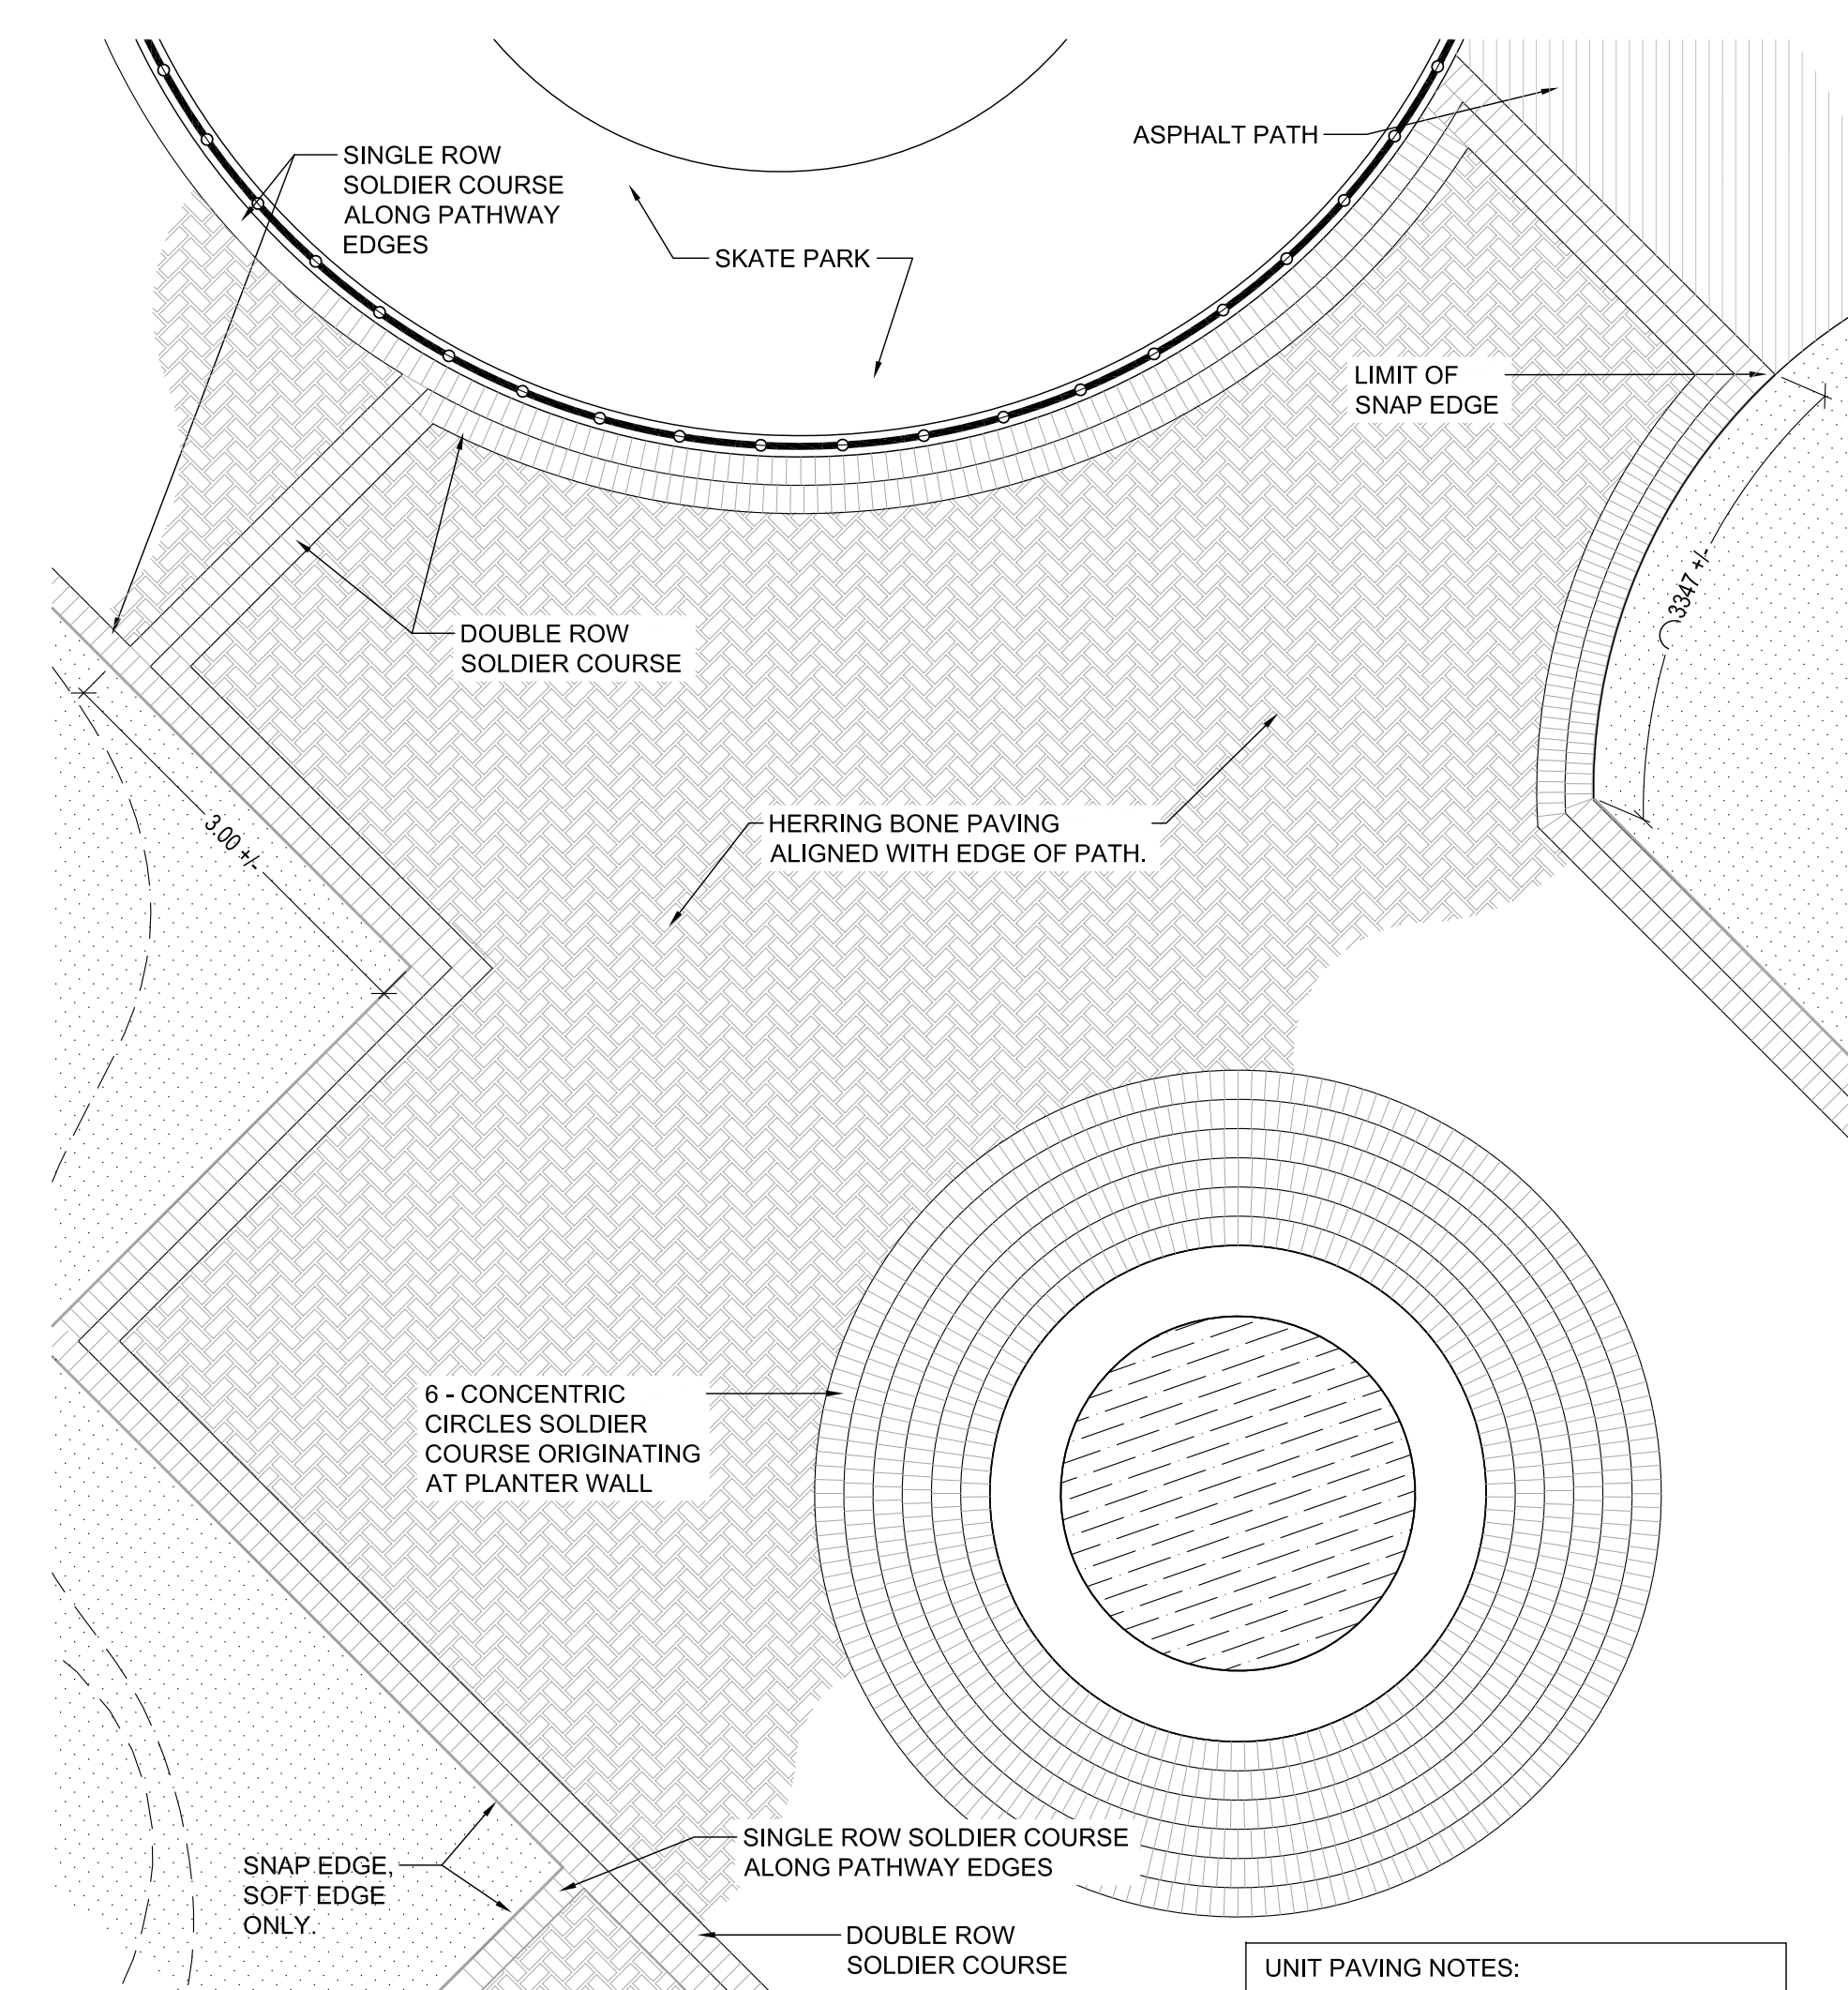 ASPHALT PATH
SINGLE ROW
SOLDIER COURSE
ALONG PATHWAY
EDGES
SKATE PARK
LIMIT OF
SNAP EDGE
3347 +/-
DOUBLE ROW
SOLDIER COURSE
3.00 +/-
HERRING BONE PAVING
ALIGNED WITH EDGE OF PATH.
6 - CONCENTRIC
CIRCLES SOLDIER
COURSE ORIGINATING
AT PLANTER WALL
SINGLE ROW SOLDIER COURSE
ALONG PATHWAY EDGES
SNAP EDGE,
SOFT EDGE
ONLY.
DOUBLE ROW
SOLDIER COURSE
UNIT PAVING NOTES: